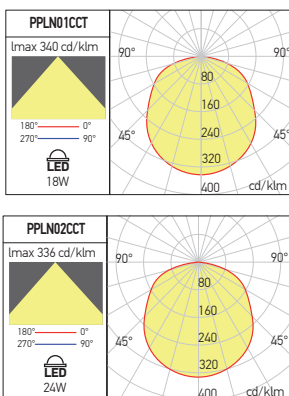 PPLN01CCT
Imax 340 cd/klm
180° 0°
270° 90°
LED
18W
90° 90°
80
160
45° 240 45°
320
400 cd/klm
PPLN02CCT
Imax 336 cd/klm
180° 0°
270° 90°
LED
24W
90° 90°
80
160
45° 240 45°
320
400 cd/klm